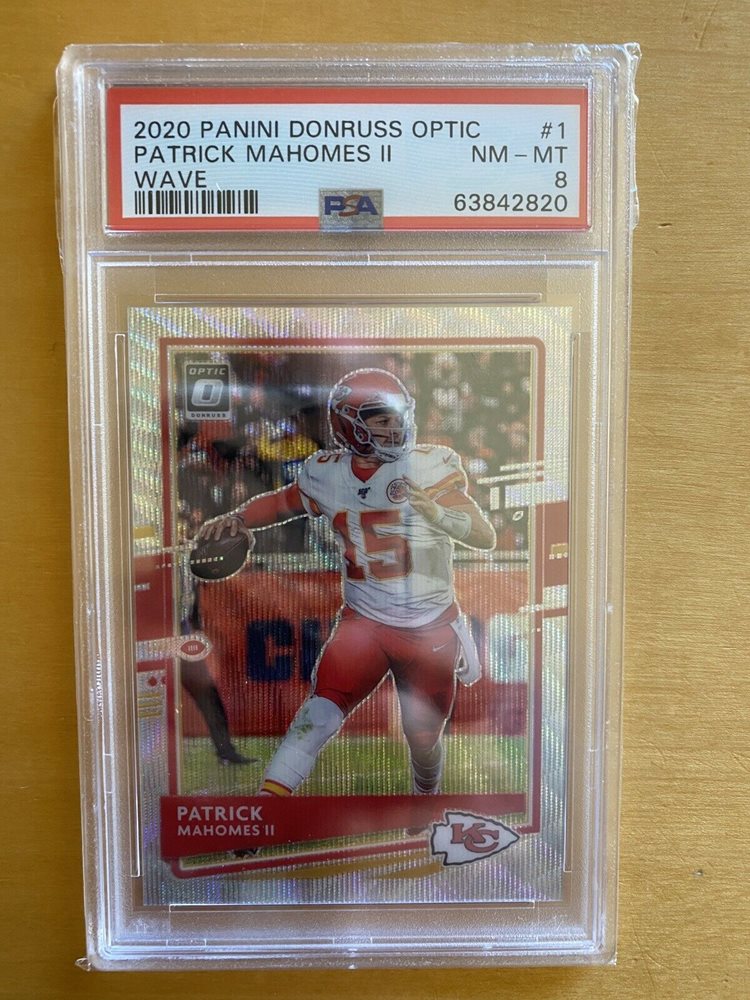 2020 PANINI DONRUSS OPTIC #1
PATRICK MAHOMES II NM – MT
WAVE 8
PSA 63842820
OPTIC
DONRUSS
15
PATRICK
MAHOMES II
KC